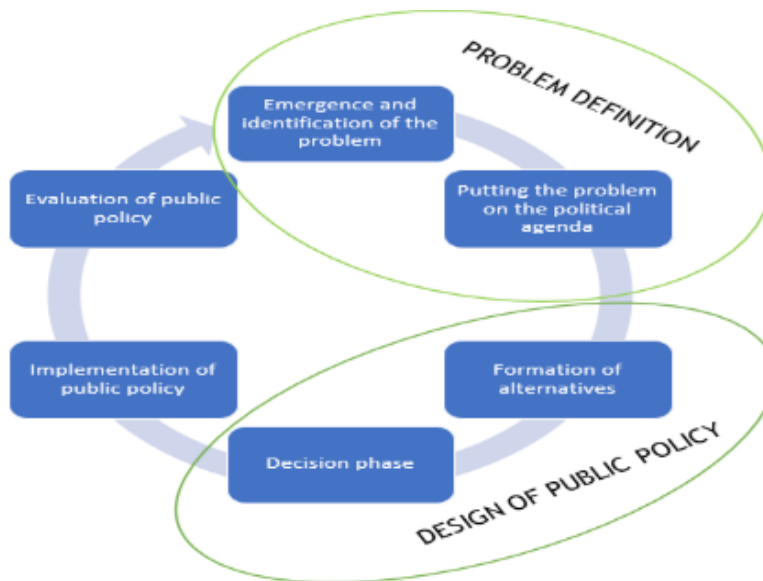 PROBLEM DEFINITION
Emergence and
identification of the
problem
Putting the problem
on the political
agenda
Formation of
alternatives
DESIGN OF PUBLIC POLICY
Decision phase
Implementation of
public policy
Evaluation of public
policy